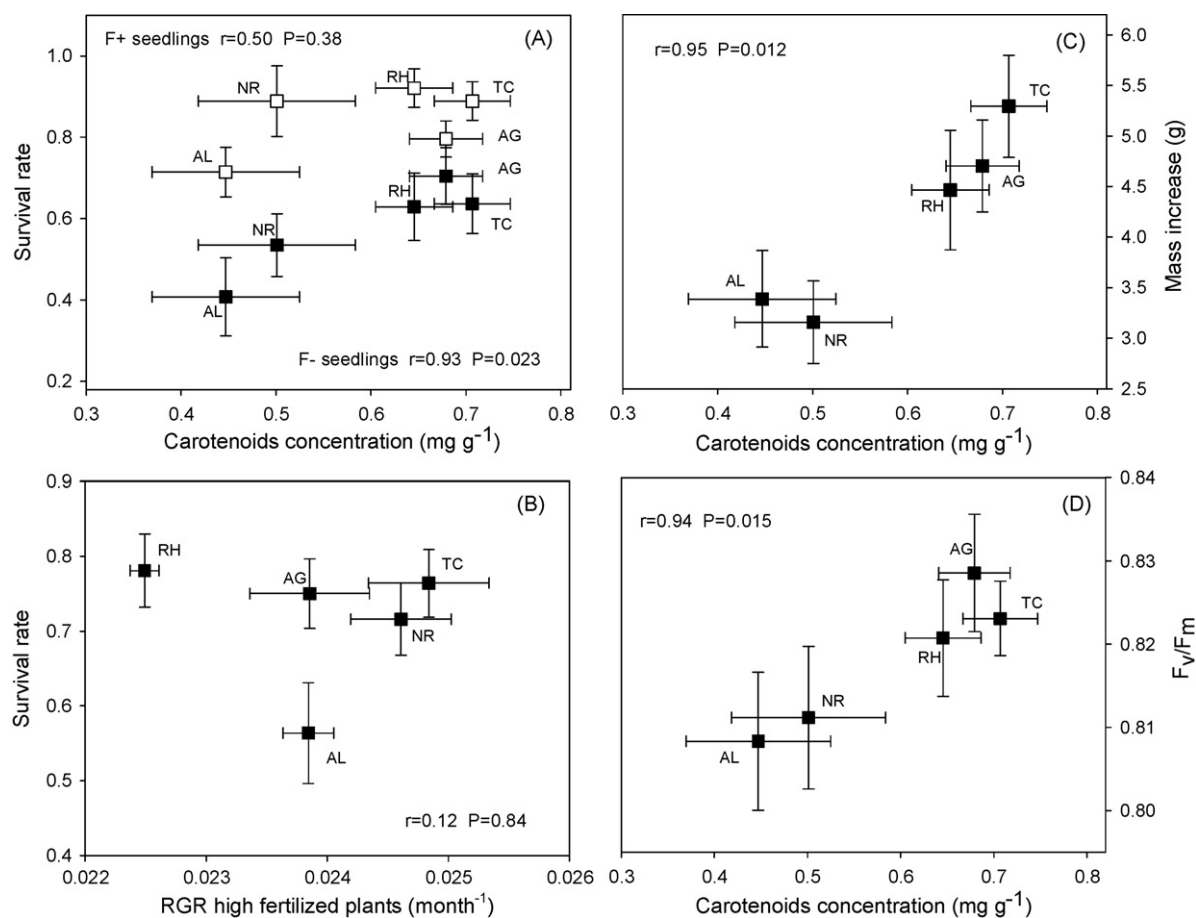 F+ seedlings r=0.50 P=0.38
(A)
1.0
0.8
0.6
0.4
0.2
Survival rate
NR
RH
TC
AL
AG
AG
RH
TC
NR
AL
F- seedlings r=0.93 P=0.023
0.3 0.4 0.5 0.6 0.7 0.8
Carotenoids concentration (mg g-1)
r=0.95 P=0.012
(C)
6.0
5.5
5.0
4.5
4.0
3.5
3.0
2.5
Mass increase (g)
TC
AG
RH
AL
NR
0.3 0.4 0.5 0.6 0.7 0.8
Carotenoids concentration (mg g-1)
(B)
0.9
0.8
0.7
0.6
0.5
0.4
Survival rate
RH
AG
TC
NR
AL
r=0.12 P=0.84
0.022 0.023 0.024 0.025 0.026
RGR high fertilized plants (month-1)
r=0.94 P=0.015
(D)
0.84
0.83
0.82
0.81
0.80
Fv/Fm
AG
TC
RH
NR
AL
0.3 0.4 0.5 0.6 0.7 0.8
Carotenoids concentration (mg g-1)